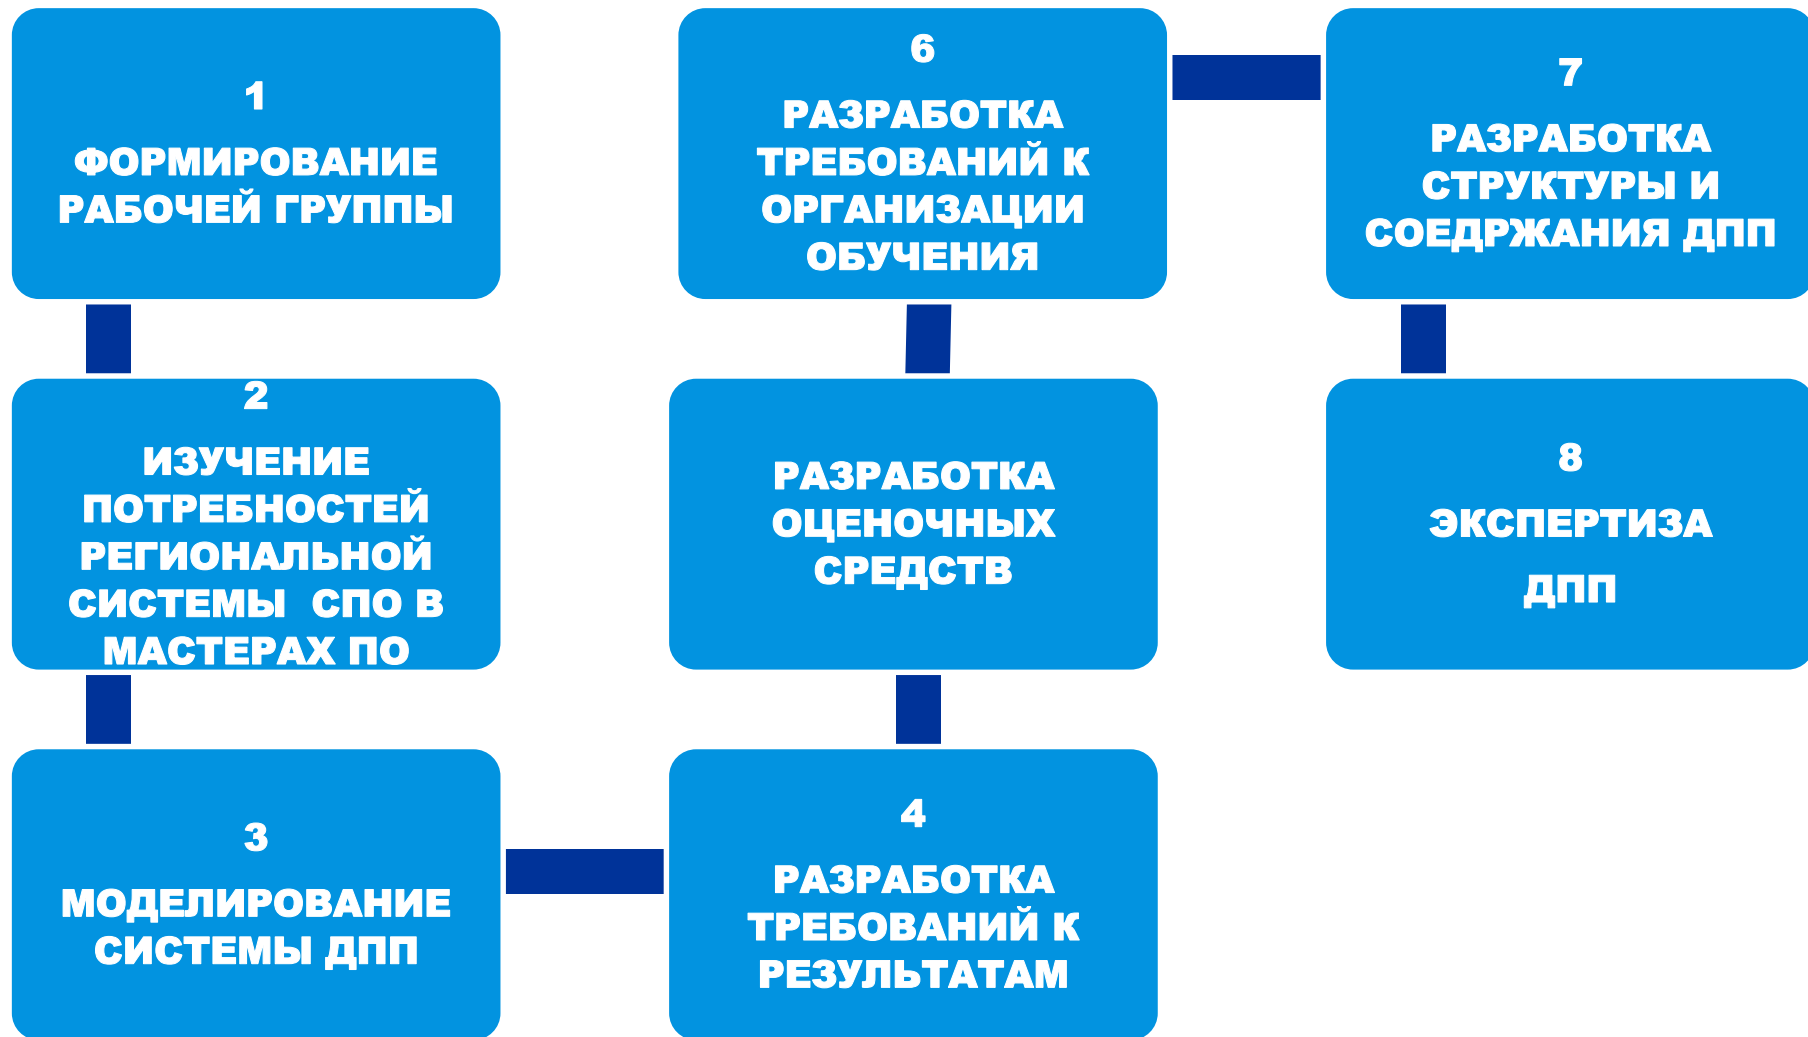 1
ФОРМИРОВАНИЕ
РАБОЧЕЙ ГРУППЫ
2
ИЗУЧЕНИЕ
ПОТРЕБНОСТЕЙ
РЕГИОНАЛЬНОЙ
СИСТЕМЫ СПО В
МАСТЕРАХ ПО
3
МОДЕЛИРОВАНИЕ
СИСТЕМЫ ДПП
4
РАЗРАБОТКА
ТРЕБОВАНИЙ К
РЕЗУЛЬТАТАМ
РАЗРАБОТКА
ОЦЕНОЧНЫХ
СРЕДСТВ
6
РАЗРАБОТКА
ТРЕБОВАНИЙ К
ОРГАНИЗАЦИИ
ОБУЧЕНИЯ
7
РАЗРАБОТКА
СТРУКТУРЫ И
СОЕДРЖАНИЯ ДПП
8
ЭКСПЕРТИЗА
ДПП